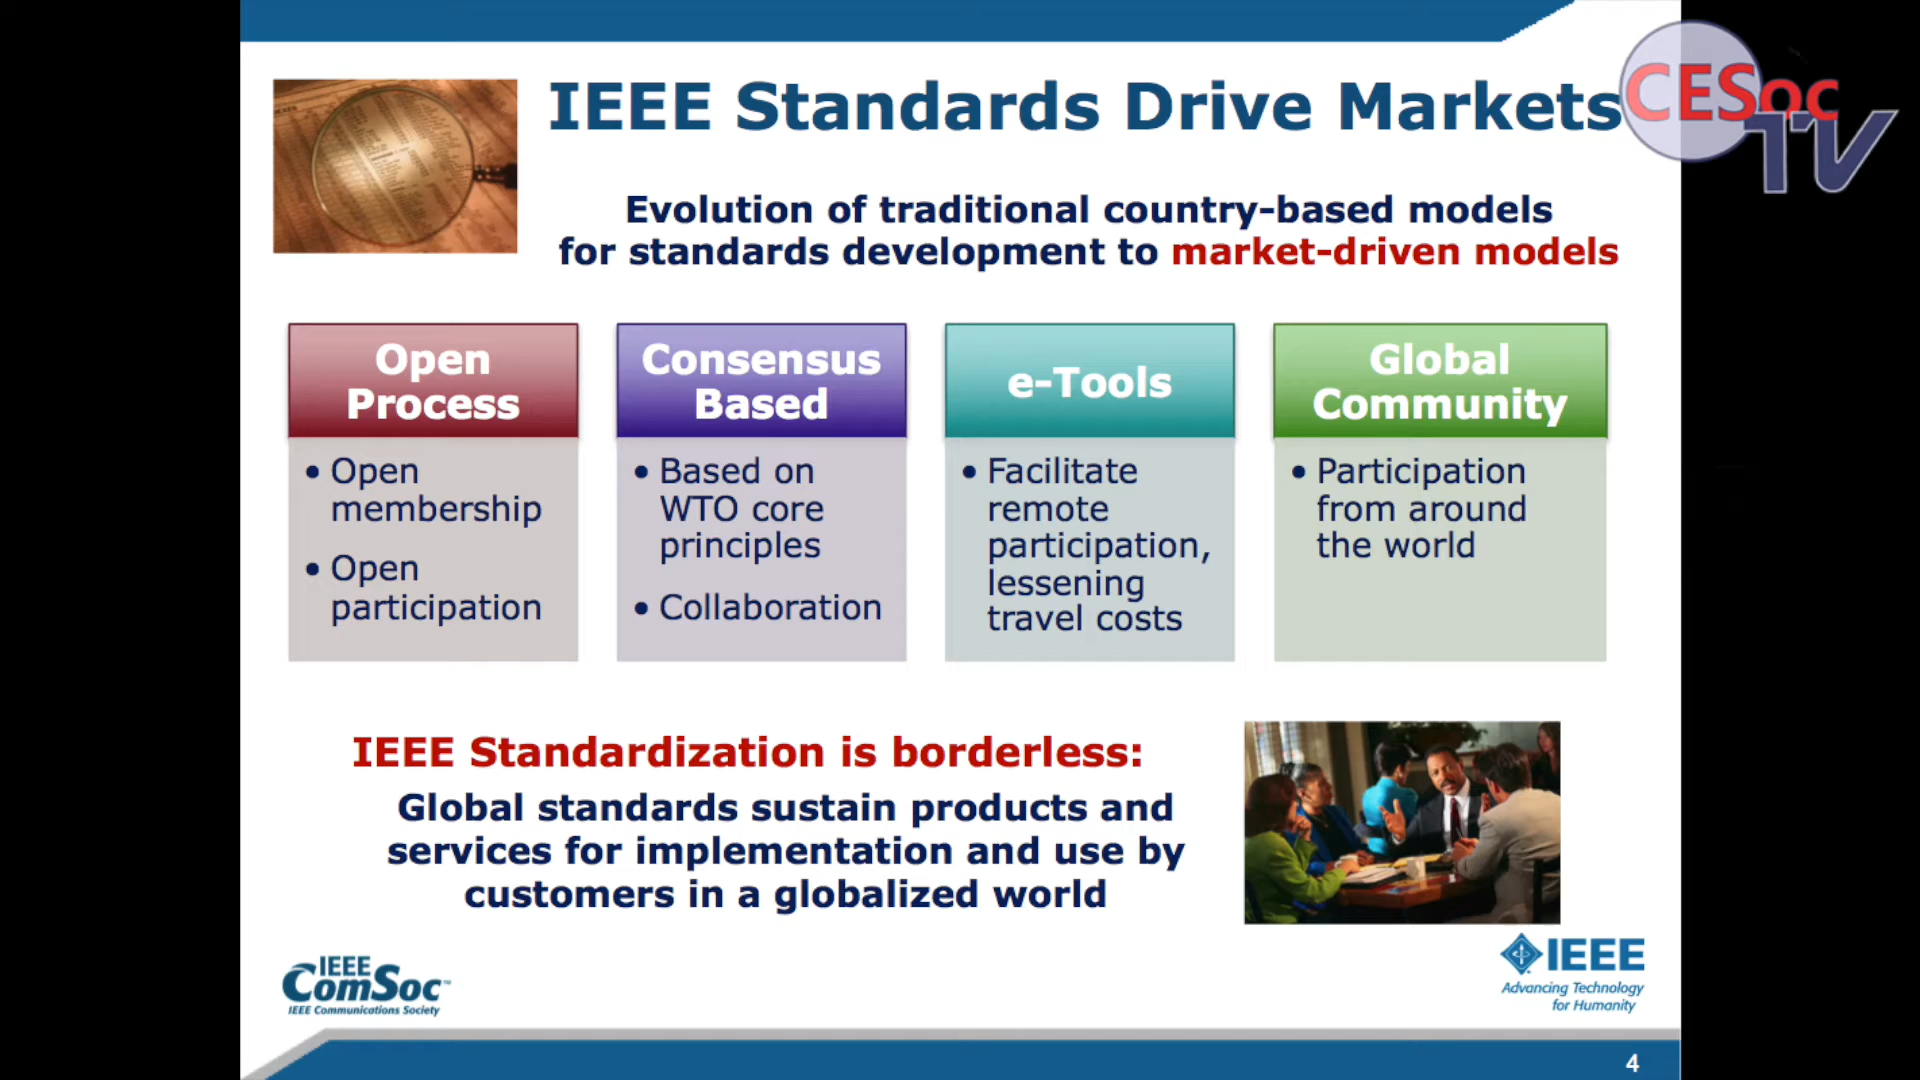 IEEE Standards Drive Markets
CESoc
TV
Evolution of traditional country-based models
for standards development to market-driven models
Open
Process
• Open
membership
• Open
participation
Consensus
Based
• Based on
WTO core
principles
• Collaboration
e-Tools
• Facilitate
remote
participation,
lessening
travel costs
Global
Community
• Participation
from around
the world
IEEE Standardization is borderless:
Global standards sustain products and
services for implementation and use by
customers in a globalized world
IEEE
ComSoc™
IEEE Communications Society
IEEE
Advancing Technology
for Humanity
4